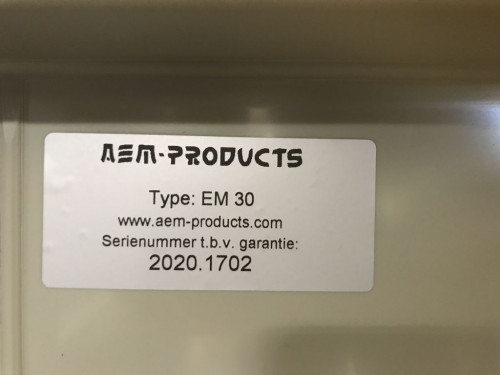 AEM-PRODUCTS
Type: EM 30
www.aem-products.com
Serienummer t.b.v. garantie:
2020.1702